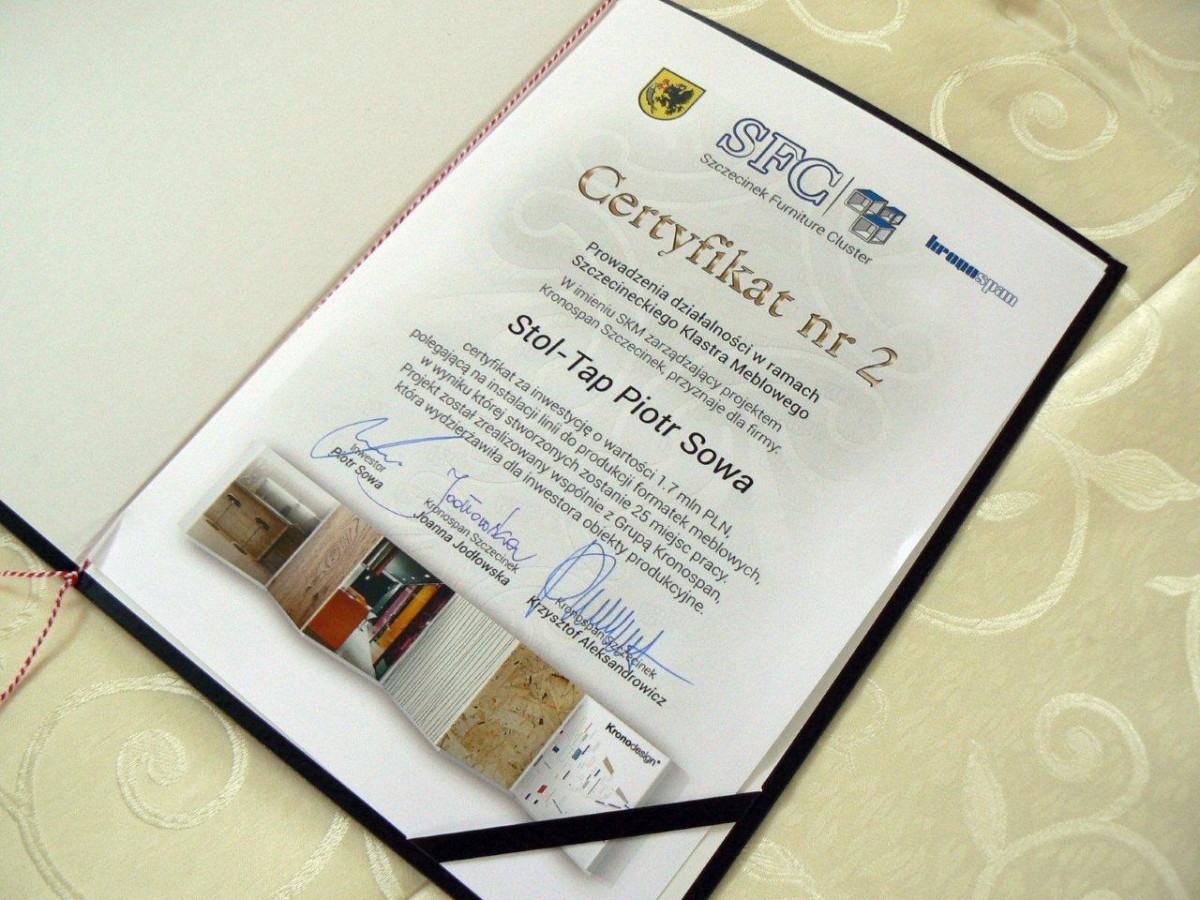 SFC
Szczecinek Furniture Cluster
kronospan
Certyfikat nr 2
Prowadzenia działalności w ramach
Szczecineckiego Klastra Meblowego
W imieniu SKM zarządzający projektem
Kronospan Szczecinek, przyznaje dla firmy:
Stol-Tap Piotr Sowa
certyfikat za inwestycję o wartości 1.7 mln PLN,
polegającą na instalacji linii do produkcji formatek meblowych,
w wyniku której stworzonych zostanie 25 miejsc pracy.
Projekt został zrealizowany wspólnie z Grupą Kronospan,
która wydzierżawiła dla inwestora obiekty produkcyjne.
Inwestor
Piotr Sowa
Jodłowska
Kronospan Szczecinek
Joanna Jodłowska
Kronospan Szczecinek
Krzysztof Aleksandrowicz
Kronodesign®